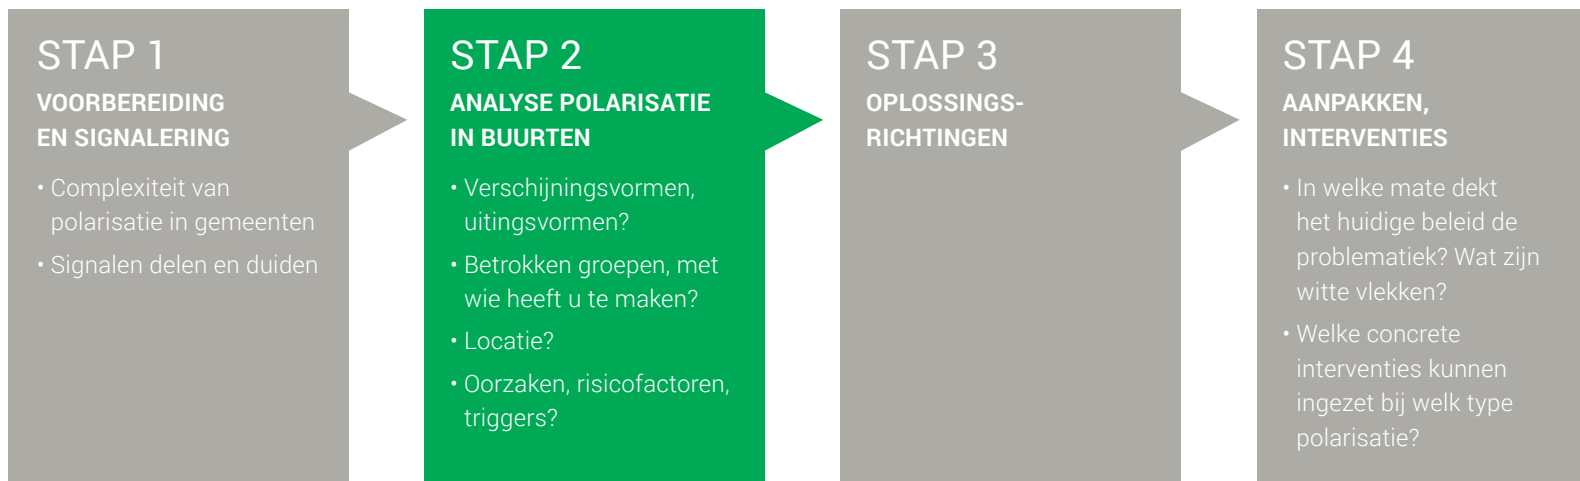 STAP 1
VOORBEREIDING
EN SIGNALERING
• Complexiteit van
polarisatie in gemeenten
• Signalen delen en duiden
STAP 2
ANALYSE POLARISATIE
IN BUURTEN
• Verschijningsvormen,
uitingsvormen?
• Betrokken groepen, met
wie heeft u te maken?
• Locatie?
• Oorzaken, risicofactoren,
triggers?
STAP 3
OPLOSSINGS-
RICHTINGEN
STAP 4
AANPAKKEN,
INTERVENTIES
• In welke mate dekt
het huidige beleid de
problematiek? Wat zijn
witte vlekken?
• Welke concrete
interventies kunnen
ingezet bij welk type
polarisatie?